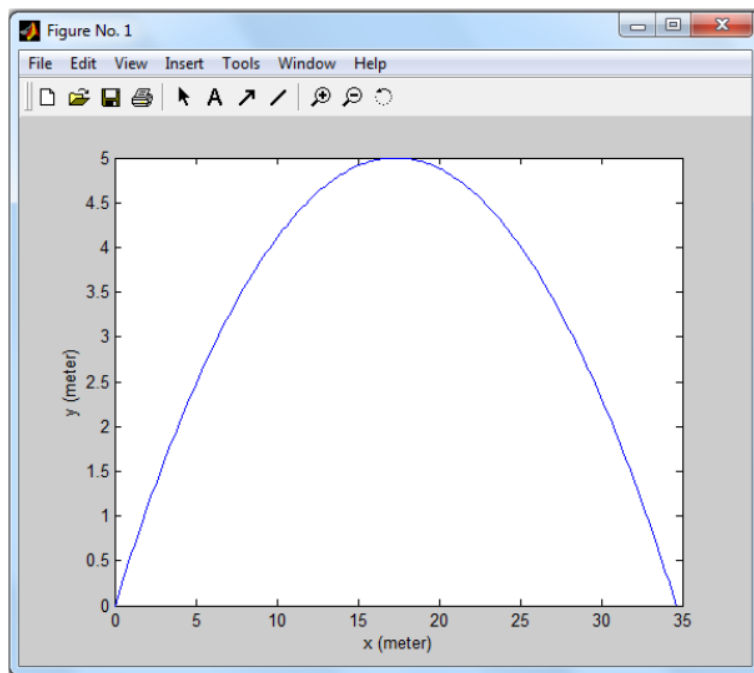 Figure No. 1
File Edit View Insert Tools Window Help
A
5
4.5
4
3.5
3
2.5
2
1.5
1
0.5
0
y (meter)
0 5 10 15 20 25 30 35
x (meter)